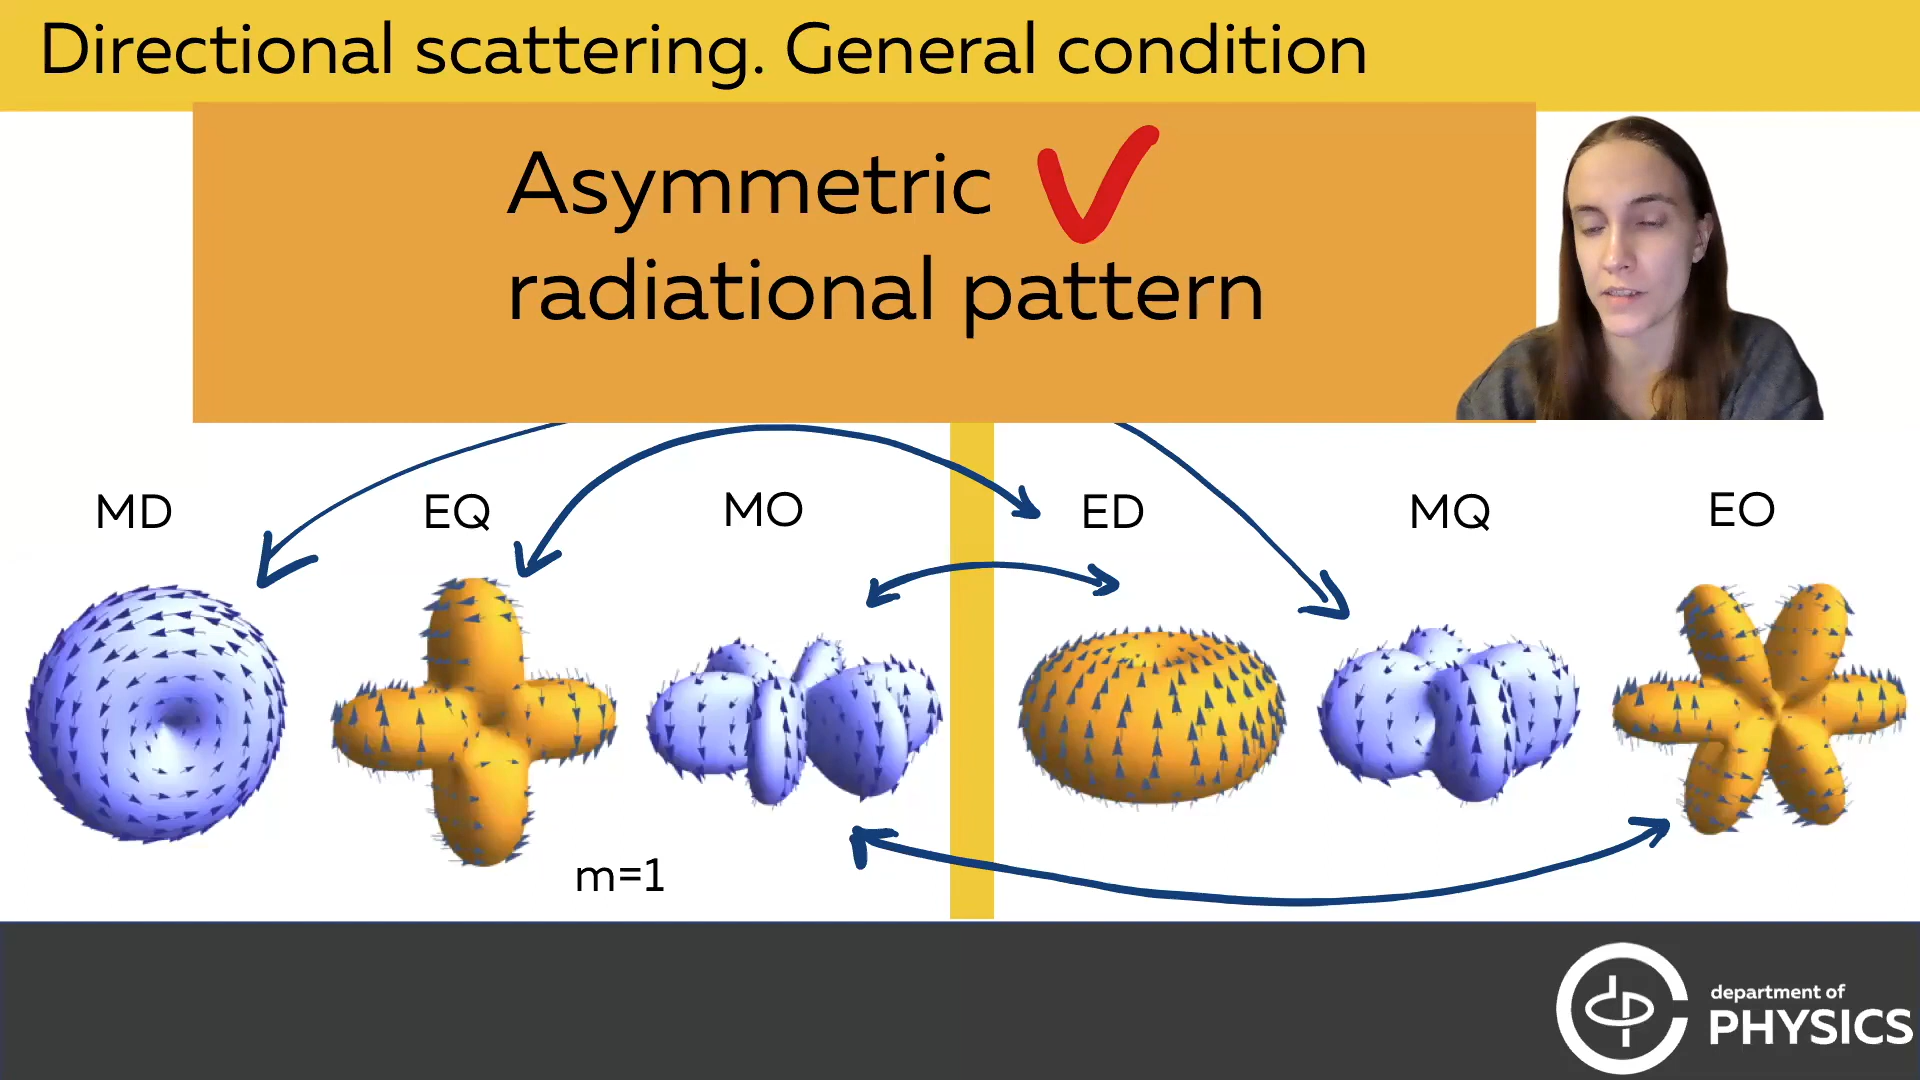 Directional scattering. General condition
Asymmetric
radiational pattern
MD
EQ
MO
ED
MQ
EO
m=1
department of
PHYSICS